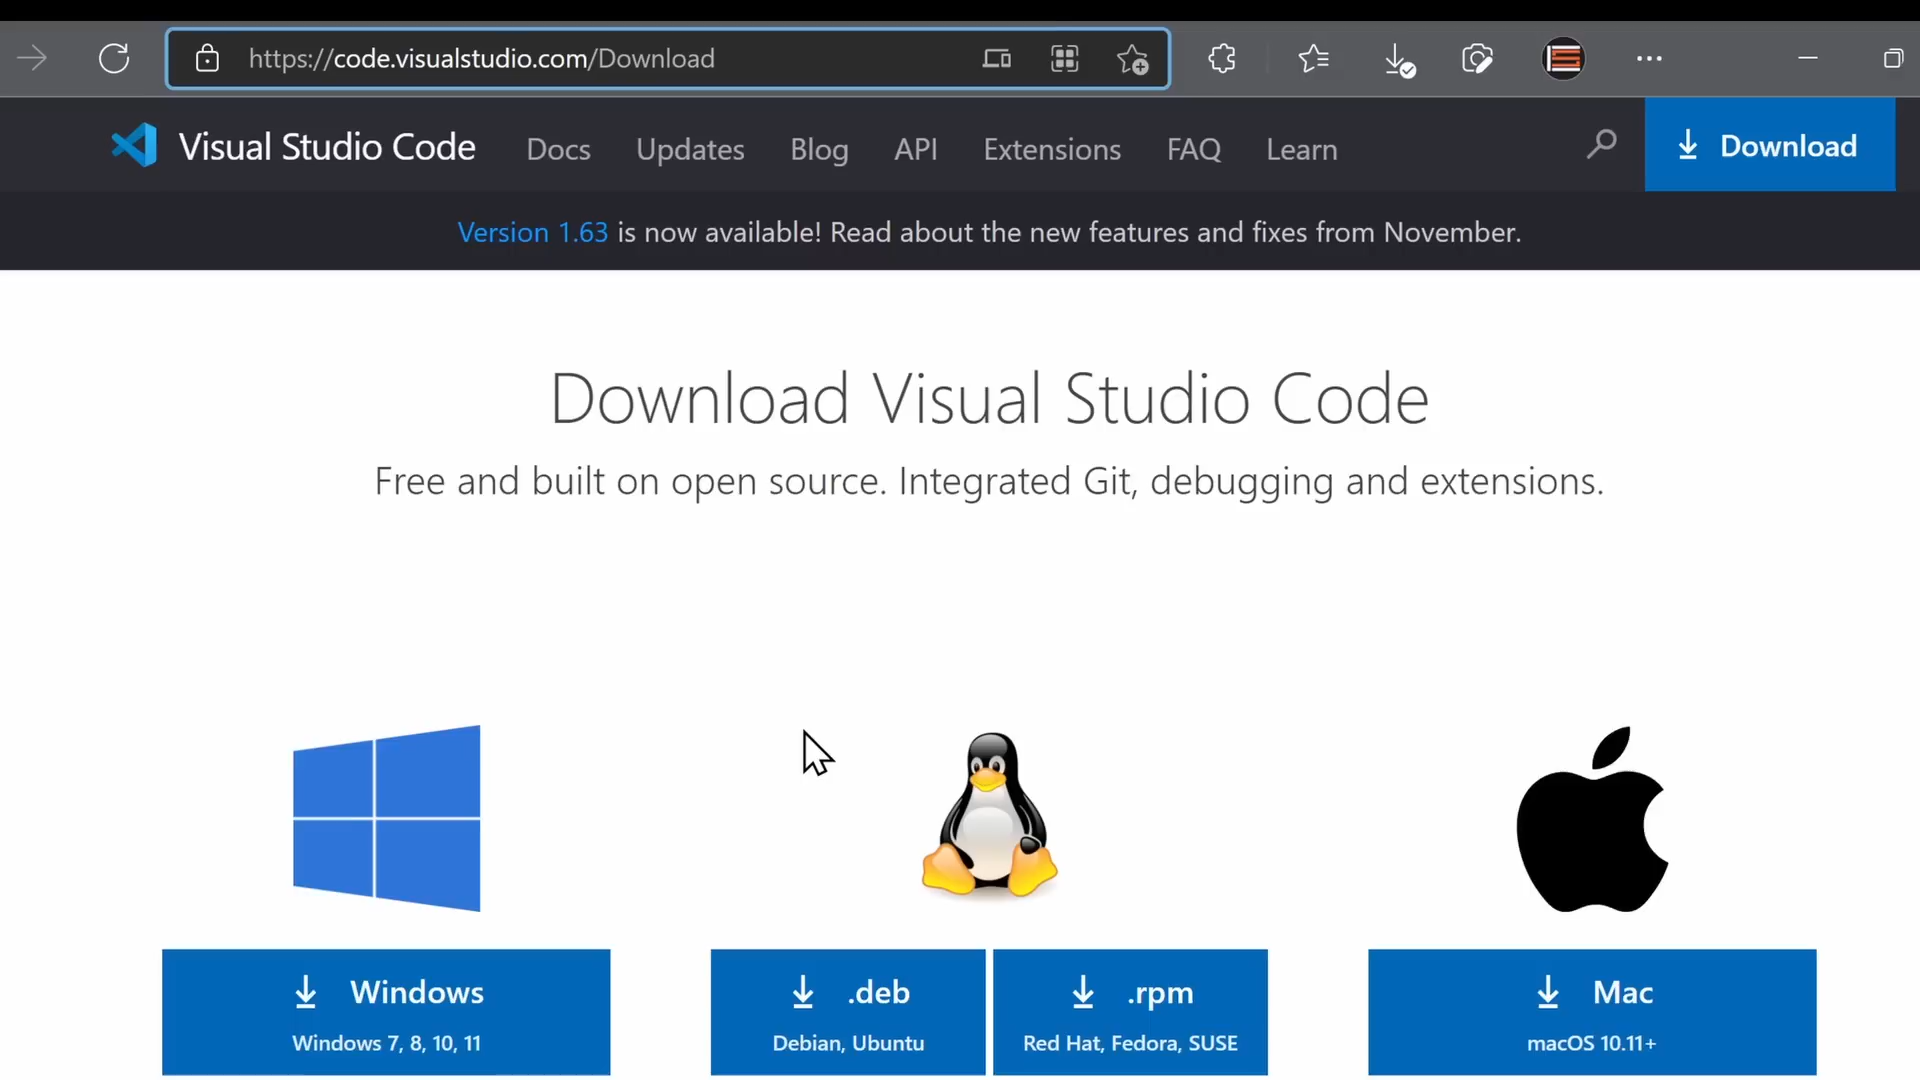 https://code.visualstudio.com/Download
Visual Studio Code Docs Updates Blog API Extensions FAQ Learn Download
Version 1.63 is now available! Read about the new features and fixes from November.
Download Visual Studio Code
Free and built on open source. Integrated Git, debugging and extensions.
Windows
Windows 7, 8, 10, 11
.deb
Debian, Ubuntu
.rpm
Red Hat, Fedora, SUSE
Mac
macOS 10.11+